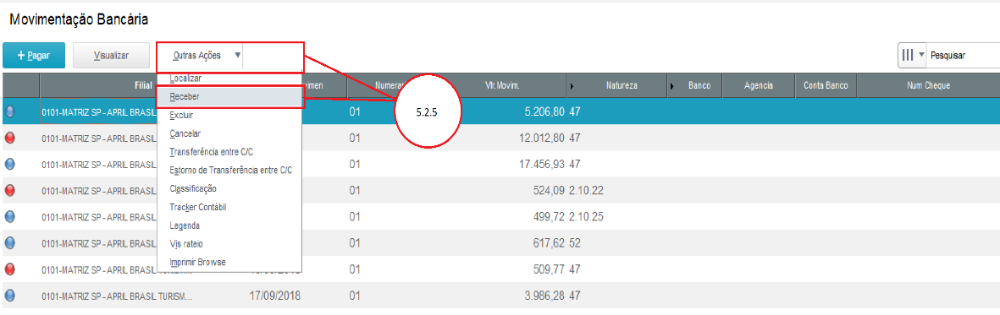 Movimentação Bancária
+ Pagar Visualizar Outras Ações Pesquisar
Filial Numera Vlr.Movim. Natureza Banco Agencia Conta Banco Num Cheque
Localizar
Receber
Excluir
Cancelar
Transferência entre C/C
Estorno de Transferência entre C/C
Classificação
Tracker Contábil
Legenda
Vis rateio
Imprimir Browse
5.2.5
0101-MATRIZ SP - APRIL BRASIL 01 5.206,80 47
0101-MATRIZ SP - APRIL BRASIL 01 12.012,80 47
0101-MATRIZ SP - APRIL BRASIL 01 17.456,93 47
0101-MATRIZ SP - APRIL BRASIL 01 524,09 2.10.22
0101-MATRIZ SP - APRIL BRASIL 01 499,72 2.10.25
0101-MATRIZ SP - APRIL BRASIL 01 617,62 52
0101-MATRIZ SP - APRIL BRASIL 01 509,77 47
0101-MATRIZ SP - APRIL BRASIL TURISM... 17/09/2018 01 3.986,28 47